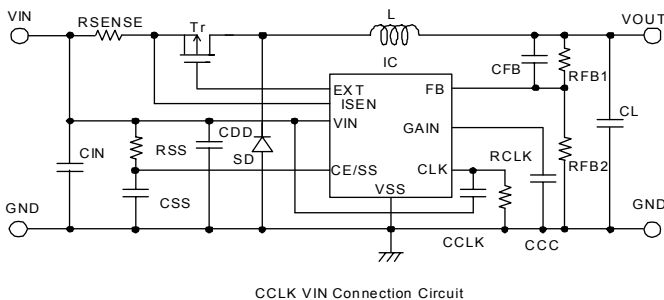 VIN
RSENSE
Tr
L
VOUT
IC
CFB
RFB1
EXT
ISEN
FB
VIN
GAIN
CL
CDD
RSS
CIN
SD
CE/SS
CLK
RCLK
RFB2
CSS
VSS
GND
GND
CCLK
CCC
CCLK VIN Connection Circuit